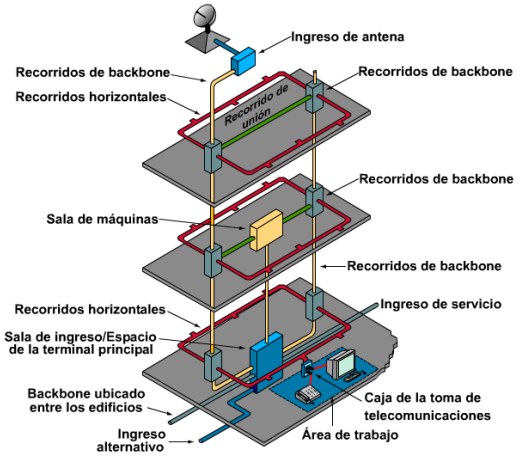 Ingreso de antena
Recorridos de backbone
Recorridos de backbone
Recorridos horizontales
Recorrido de
unión
Recorridos de backbone
Sala de máquinas
Recorridos de backbone
Recorridos horizontales
Ingreso de servicio
Sala de ingreso/Espacio
de la terminal principal
Backbone ubicado
entre los edificios
Caja de la toma de
telecomunicaciones
Ingreso
alternativo
Área de trabajo